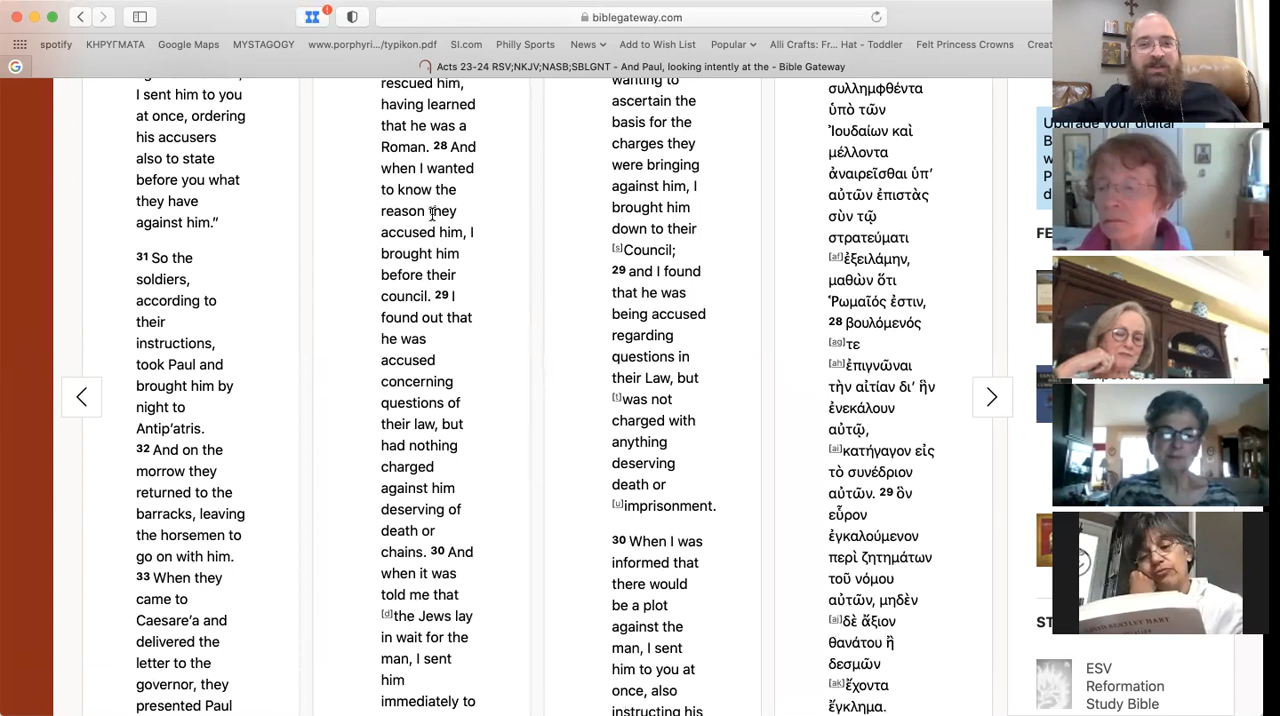 biblegateway.com
spotify
ΚΗΡΥΓΜΑΤΑ
Google Maps
MYSTAGOGY
www.porphyri.../typikon.pdf
SI.com
Philly Sports
News
Add to Wish List
Popular
Alli Crafts: Fr... Hat - Toddler
Felt Princess Crowns
Creat
Acts 23-24 RSV;NKJV;NASB;SBLGNT - And Paul, looking intently at the - Bible Gateway
I sent him to you
at once, ordering
his accusers
also to state
before you what
they have
against him.”
31 So the
soldiers,
according to
their
instructions,
took Paul and
brought him by
night to
Antip’atris.
32 And on the
morrow they
returned to the
barracks, leaving
the horsemen to
go on with him.
33 When they
came to
Caesare’a and
delivered the
letter to the
governor, they
presented Paul
rescued him,
having learned
that he was a
Roman. 28 And
when I wanted
to know the
reason they
accused him, I
brought him
before their
council. 29 I
found out that
he was
accused
concerning
questions of
their law, but
had nothing
charged
against him
deserving of
death or
chains. 30 And
when it was
told me that
[d]the Jews lay
in wait for the
man, I sent
him
immediately to
wanting to
ascertain the
basis for the
charges they
were bringing
against him, I
brought him
down to their
[s]Council;
29 and I found
that he was
being accused
regarding
questions in
their Law, but
[t]was not
charged with
anything
deserving
death or
[u]imprisonment.
30 When I was
informed that
there would
be a plot
against the
man, I sent
him to you at
once, also
instructing his
συλλημφθέντα
ὑπὸ τῶν
Ἰουδαίων καὶ
μέλλοντα
ἀναιρεῖσθαι ὑπ’
αὐτῶν ἐπιστὰς
σὺν τῷ
στρατεύματι
[af]ἐξειλάμην,
μαθὼν ὅτι
Ῥωμαῖός ἐστιν,
28 βουλόμενός
[ag]τε
[ah]ἐπιγνῶναι
τὴν αἰτίαν δι’ ἣν
ἐνεκάλουν
αὐτῷ,
[ai]κατήγαγον εἰς
τὸ συνέδριον
αὐτῶν. 29 ὃν
εὗρον
ἐγκαλούμενον
περὶ ζητημάτων
τοῦ νόμου
αὐτῶν, μηδὲν
[aj]δὲ ἄξιον
θανάτου ἢ
δεσμῶν
[ak]ἔχοντα
ἔγκλημα.
Upgrade your digital
FE
ST
ESV
Reformation
Study Bible
BENTLEY HART